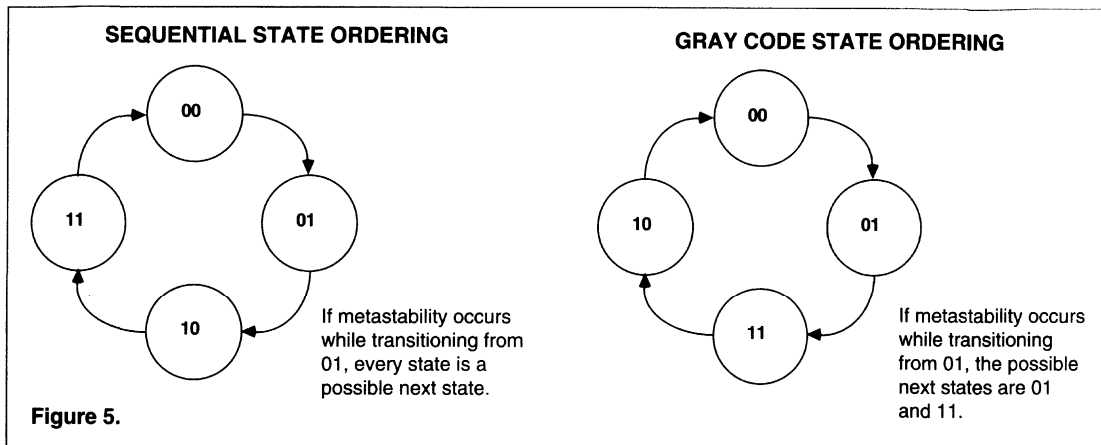 SEQUENTIAL STATE ORDERING
00
11
01
10
If metastability occurs
while transitioning from
01, every state is a
possible next state.
Figure 5.
GRAY CODE STATE ORDERING
00
10
01
11
If metastability occurs
while transitioning
from 01, the possible
next states are 01
and 11.